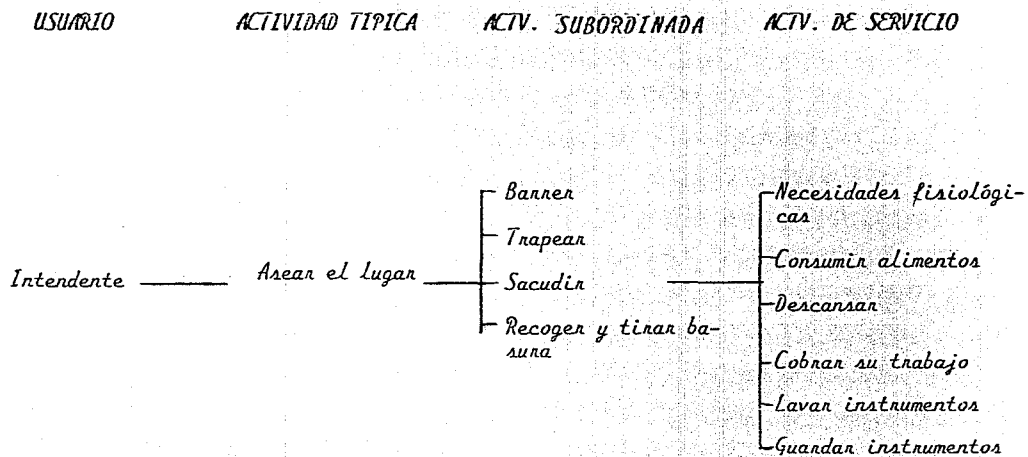 USUARIO ACTIVIDAD TIPICA ACTV. SUBORDINADA ACTV. DE SERVICIO
Intendente
Asear el lugar
Barrer
Trapear
Sacudir
Recoger y tirar ba-
sura
Necesidades fisiológi-
cas
Consumir alimentos
Descansar
Cobrar su trabajo
Lavar instrumentos
Guardar instrumentos